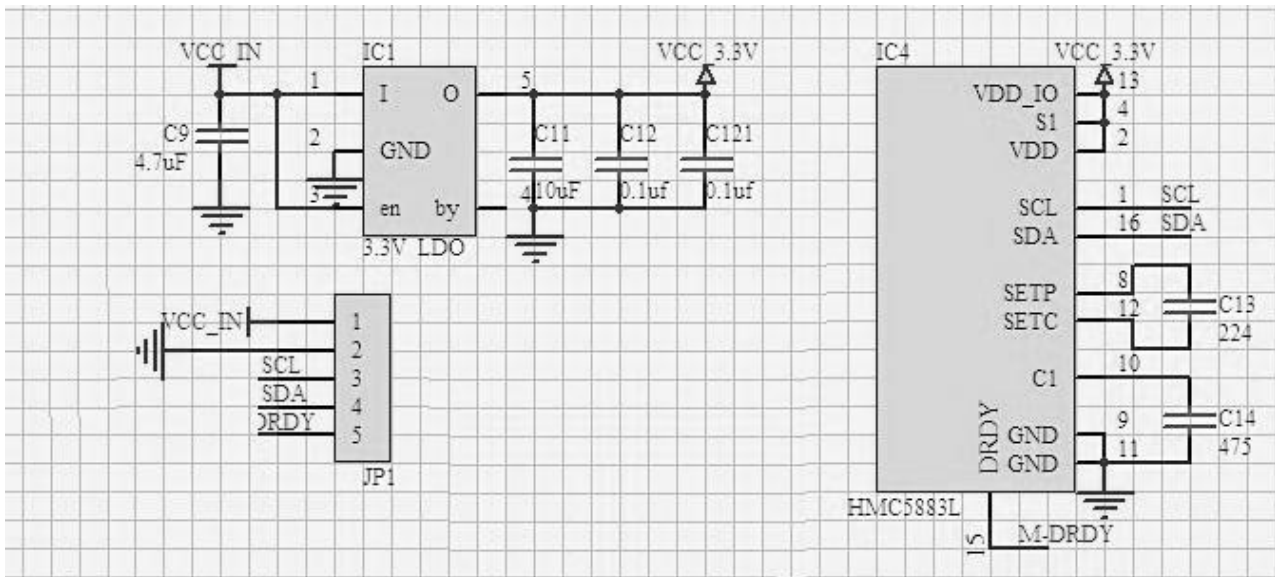 VCC_IN
IC1
VCC_3.3V
1
I
O
5
C9
4.7uF
2
GND
C11
C12
C121
3
en
by
4
10uF
0.1uf
0.1uf
3.3V LDO
VCC_IN
1
2
SCL
3
SDA
4
DRDY
5
JP1
IC4
VCC_3.3V
VDD_IO
13
S1
4
VDD
2
SCL
1
SCL
SDA
16
SDA
SETP
8
SETC
12
C13
224
C1
10
GND
9
C14
GND
11
475
DRDY
HMC5883L
15
M-DRDY